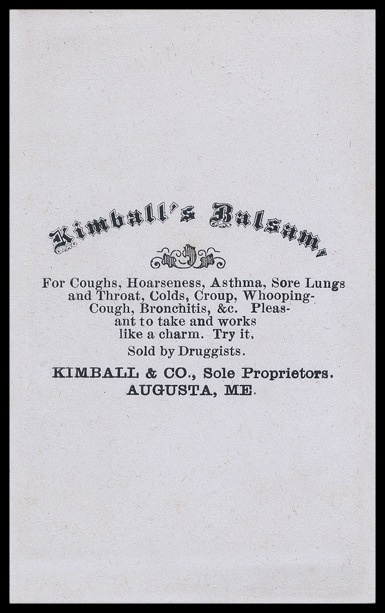 Kimball's Balsam,
For Coughs, Hoarseness, Asthma, Sore Lungs
and Throat, Colds, Croup, Whooping-
Cough, Bronchitis, &c. Pleas-
ant to take and works
like a charm. Try it.
Sold by Druggists.
KIMBALL & CO., Sole Proprietors.
AUGUSTA, ME.